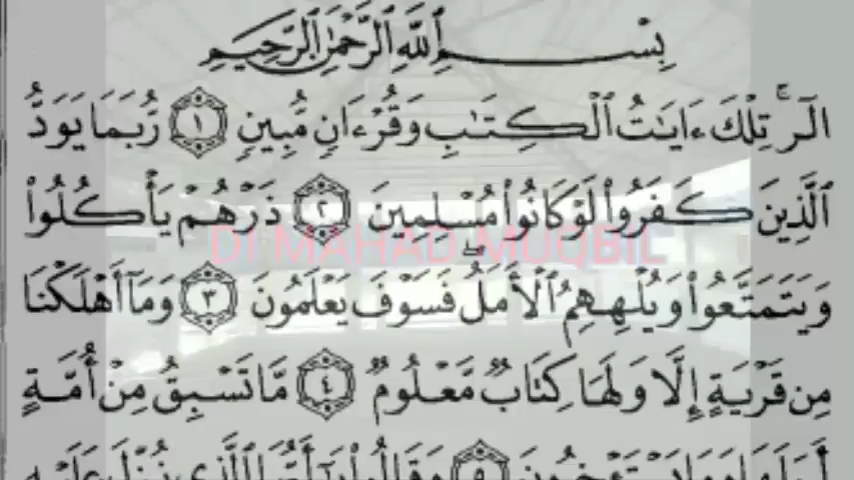 بِسْمِ ٱللَّهِ ٱلرَّحْمَٰنِ ٱلرَّحِيمِ
الٓرۚ تِلْكَ ءَايَٰتُ ٱلْكِتَٰبِ وَقُرْءَانٍ مُّبِينٍ ١ رُّبَمَا يَوَدُّ
ٱلَّذِينَ كَفَرُوا۟ لَوْ كَانُوا۟ مُسْلِمِينَ ٢ ذَرْهُمْ يَأْكُلُوا۟
DI MAHAD MUQBIL
وَيَتَمَتَّعُوا۟ وَيُلْهِهِمُ ٱلْأَمَلُۖ فَسَوْفَ يَعْلَمُونَ ٣ وَمَآ أَهْلَكْنَا
مِن قَرْيَةٍ إِلَّا وَلَهَا كِتَابٌ مَّعْلُومٌ ٤ مَّا تَسْبِقُ مِنْ أُمَّةٍ